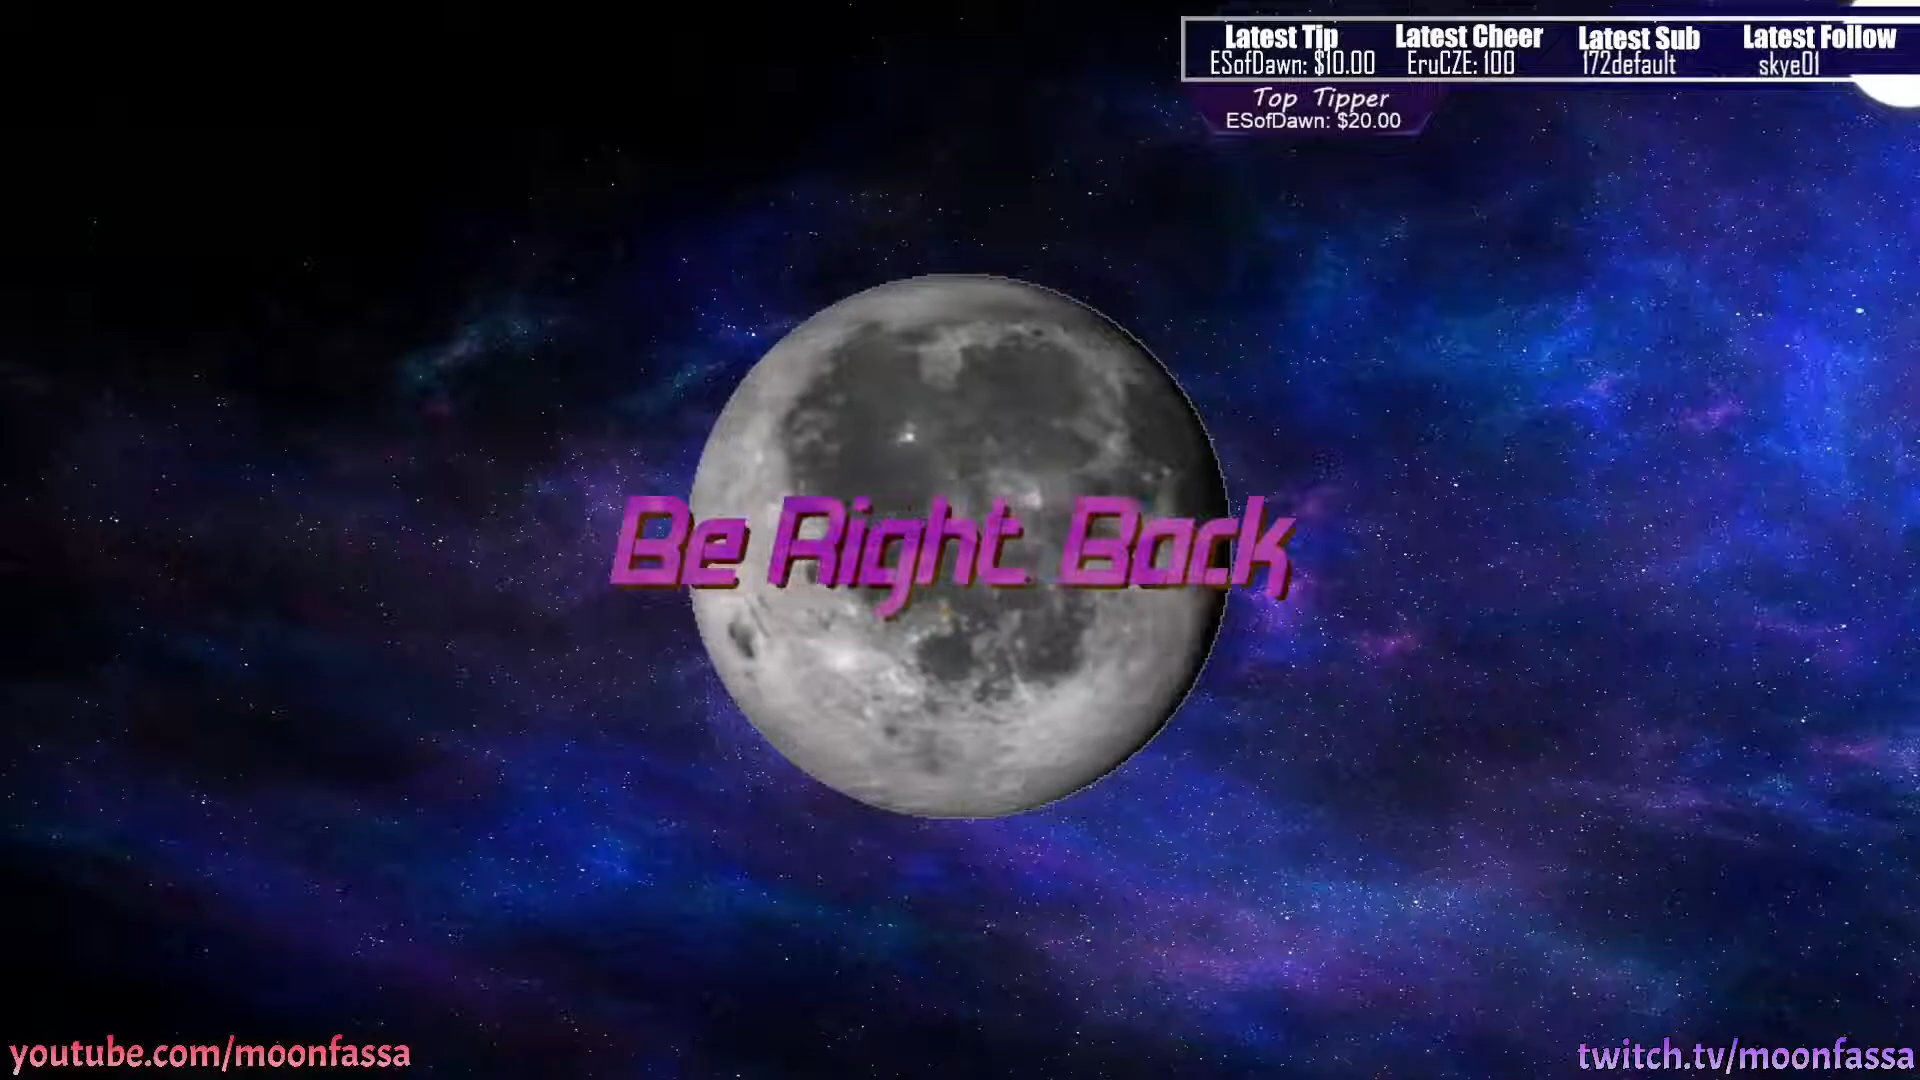 Latest Tip Latest Cheer Latest Sub Latest Follow
ESofDawn: $10.00 EruCZE: 100 172default skye01
Top Tipper
ESofDawn: $20.00
Be Right Back
youtube.com/moonfassa
twitch.tv/moonfassa